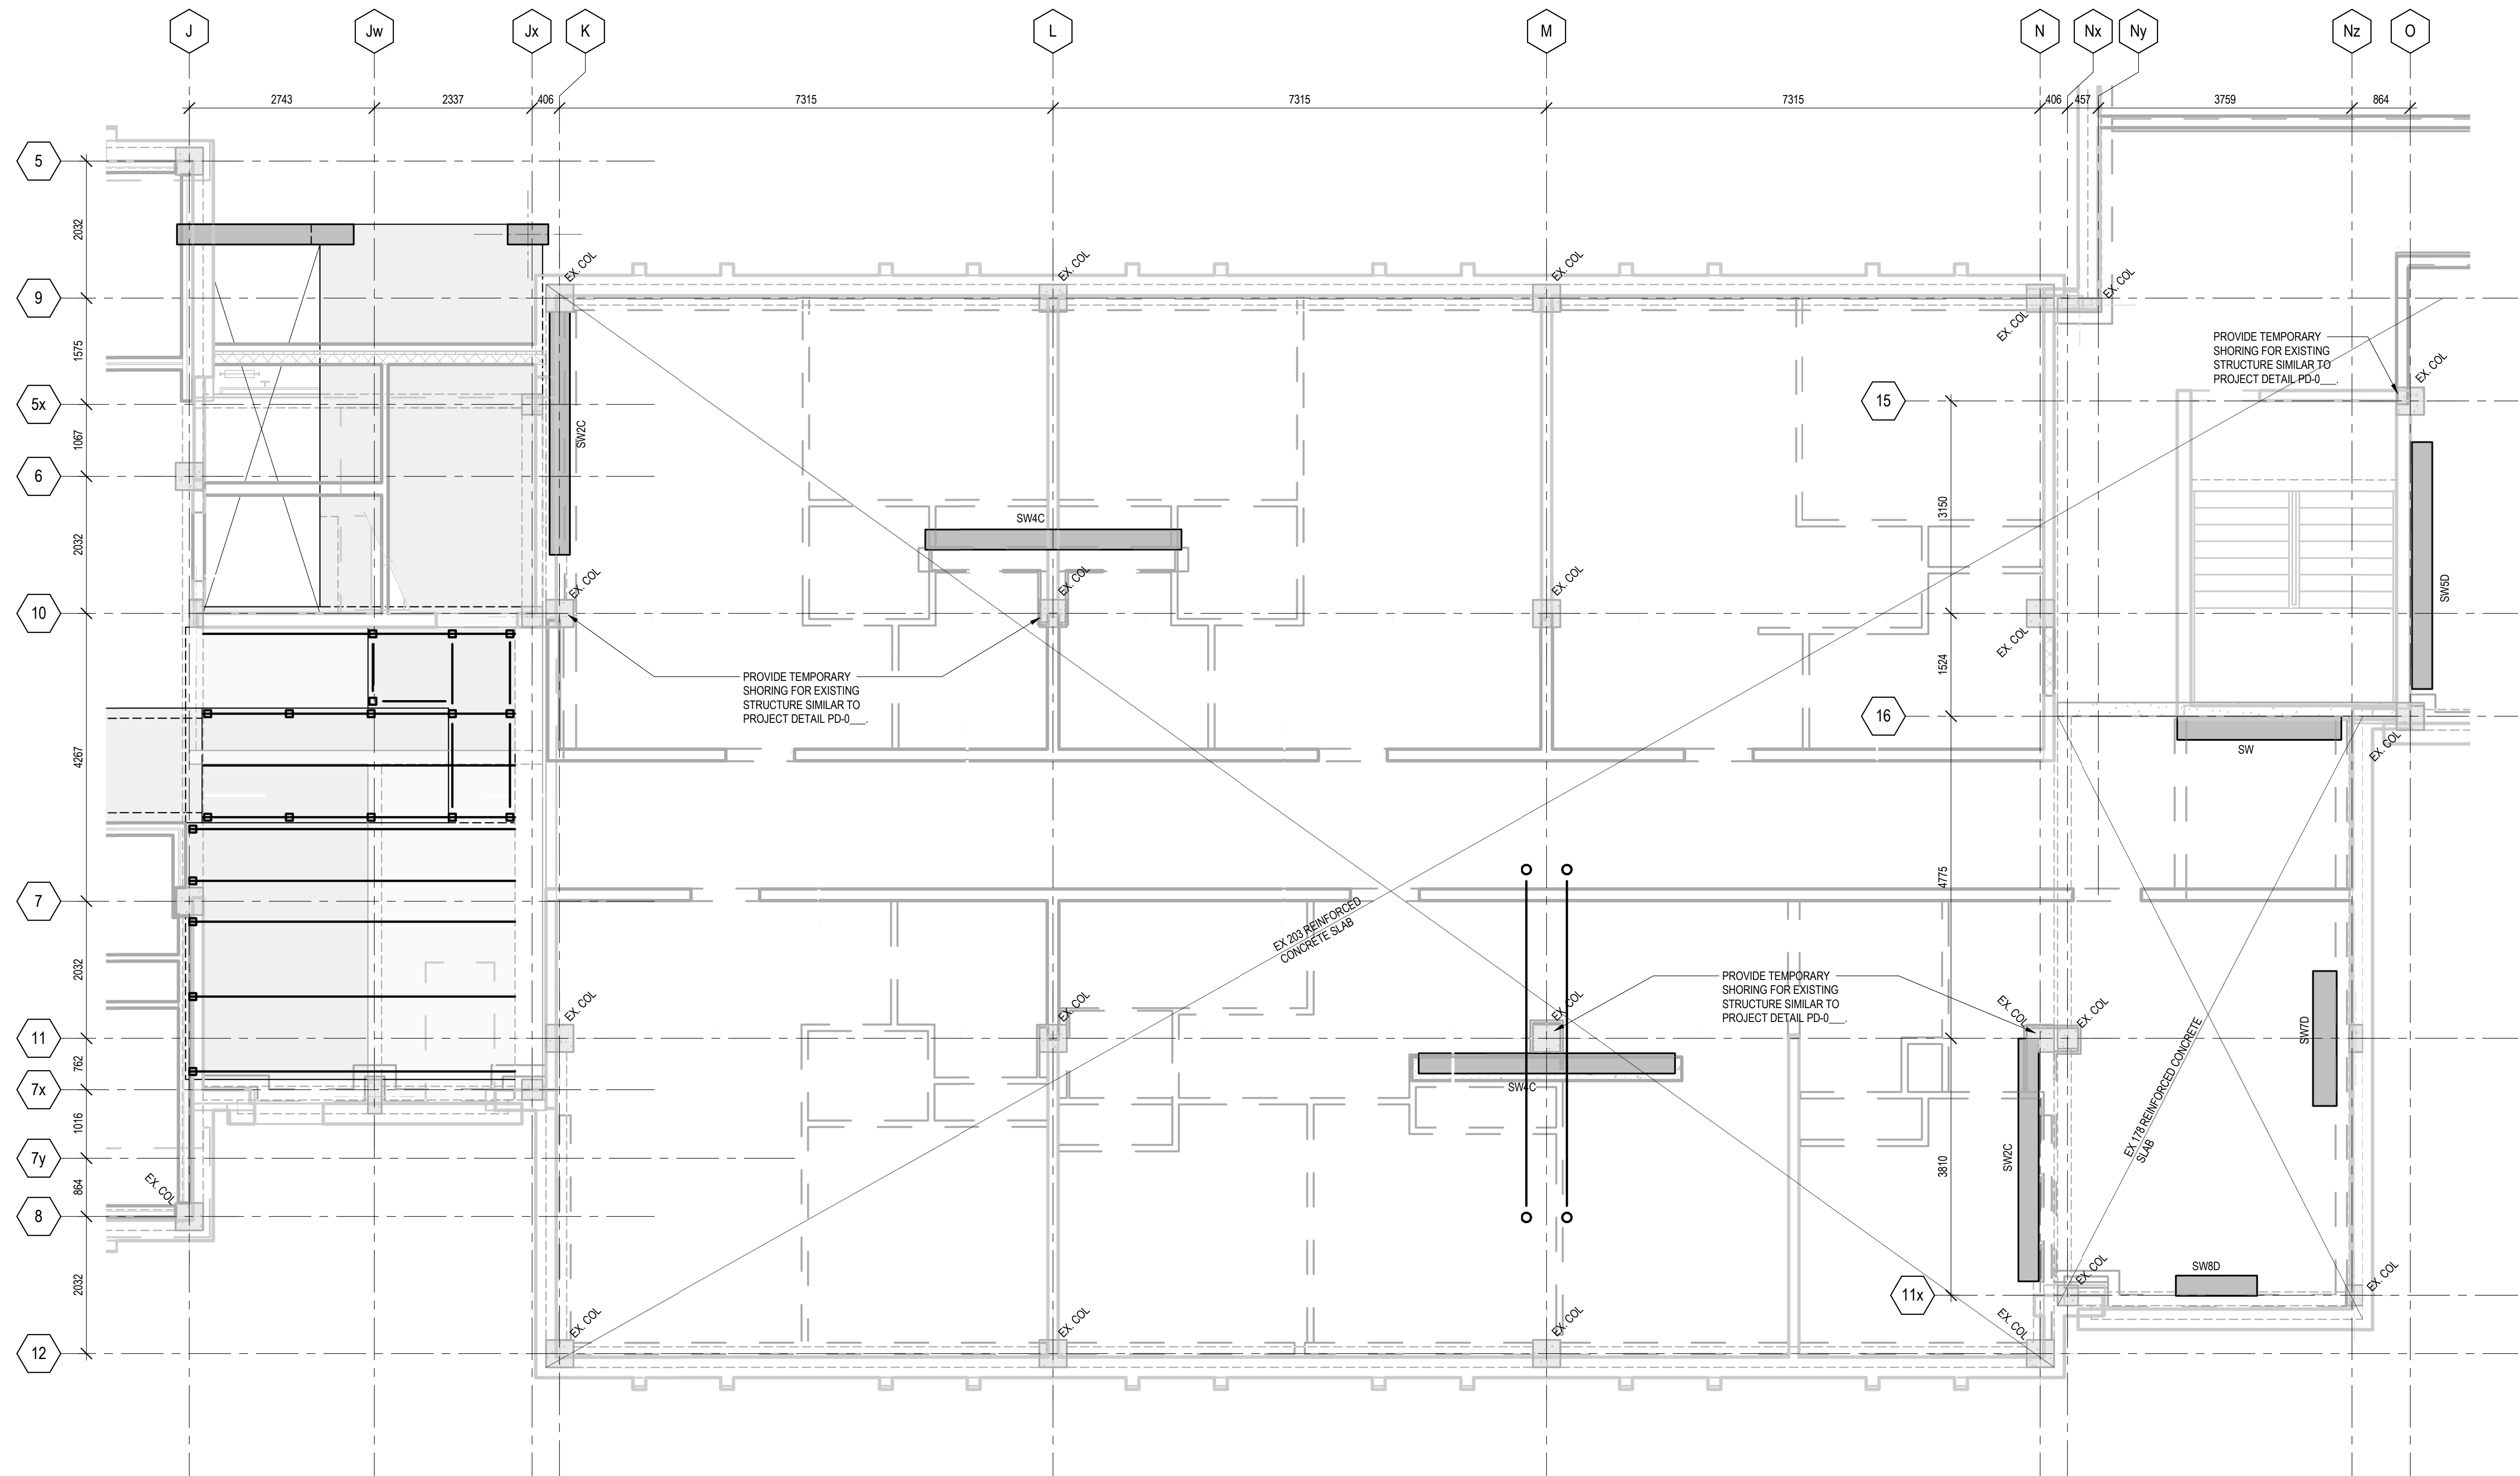 J
Jw
Jx
K
L
M
N
Nx
Ny
Nz
O
2743
2337
406
7315
7315
7315
406
457
3759
864
5
2032
9
1575
5x
1067
6
2032
10
4267
7
2032
11
762
7x
1016
7y
864
8
2032
12
15
3150
1524
16
4775
3810
11x
EX. COL
EX. COL
EX. COL
EX. COL
EX. COL
PROVIDE TEMPORARY
SHORING FOR EXISTING
STRUCTURE SIMILAR TO
PROJECT DETAIL PD-0___.
EX. COL
SW2C
SW4C
SW5D
EX. COL
EX. COL
EX. COL
EX. COL
PROVIDE TEMPORARY
SHORING FOR EXISTING
STRUCTURE SIMILAR TO
PROJECT DETAIL PD-0___.
SW
EX. COL
EX 203 REINFORCED
CONCRETE SLAB
PROVIDE TEMPORARY
SHORING FOR EXISTING
STRUCTURE SIMILAR TO
PROJECT DETAIL PD-0___.
EX. COL
EX. COL
EX. COL
EX. COL
EX. COL
SW7D
SW4C
EX 178 REINFORCED CONCRETE
SLAB
SW2C
EX. COL
SW8D
EX. COL
EX. COL
EX. COL
EX. COL
EX. COL
EX. COL